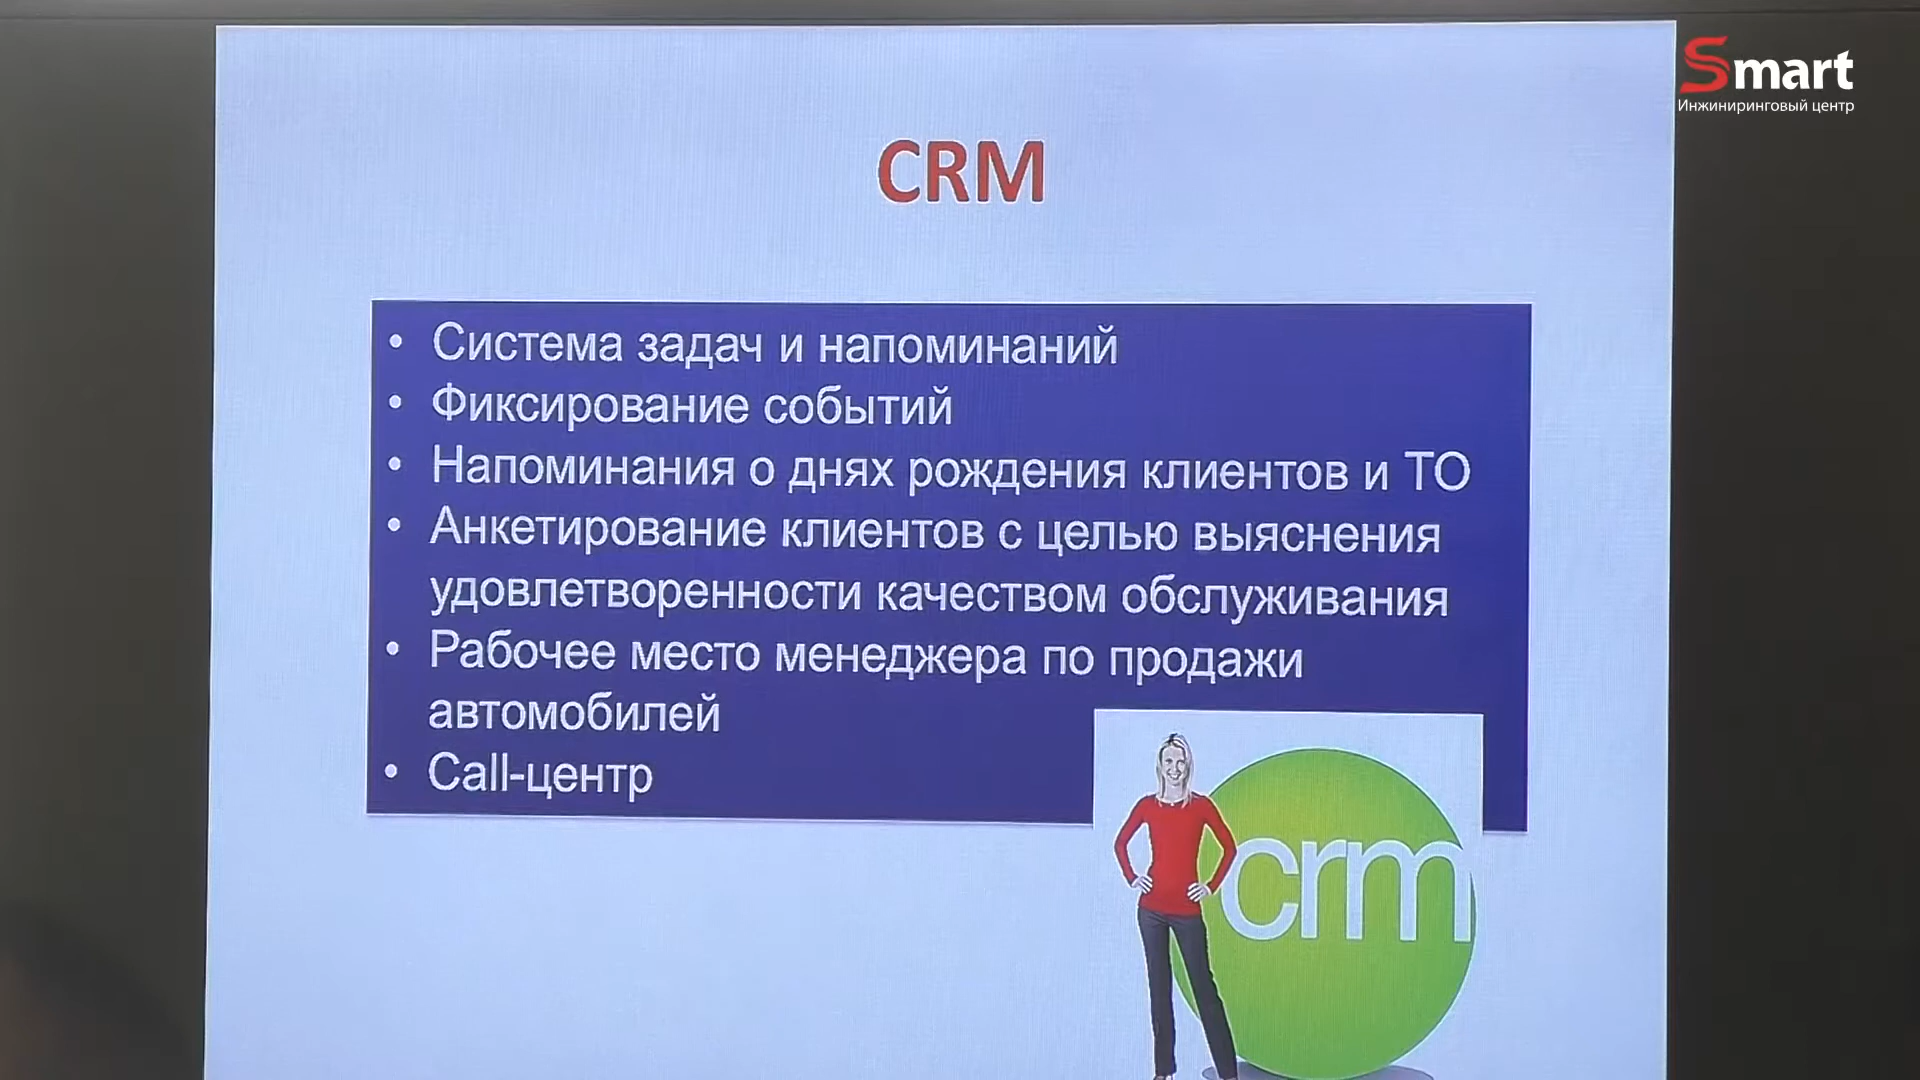 Smart
Инжиниринговый центр
CRM
• Система задач и напоминаний
• Фиксирование событий
• Напоминания о днях рождения клиентов и ТО
• Анкетирование клиентов с целью выяснения
удовлетворенности качеством обслуживания
• Рабочее место менеджера по продажи
автомобилей
• Call-центр
crm